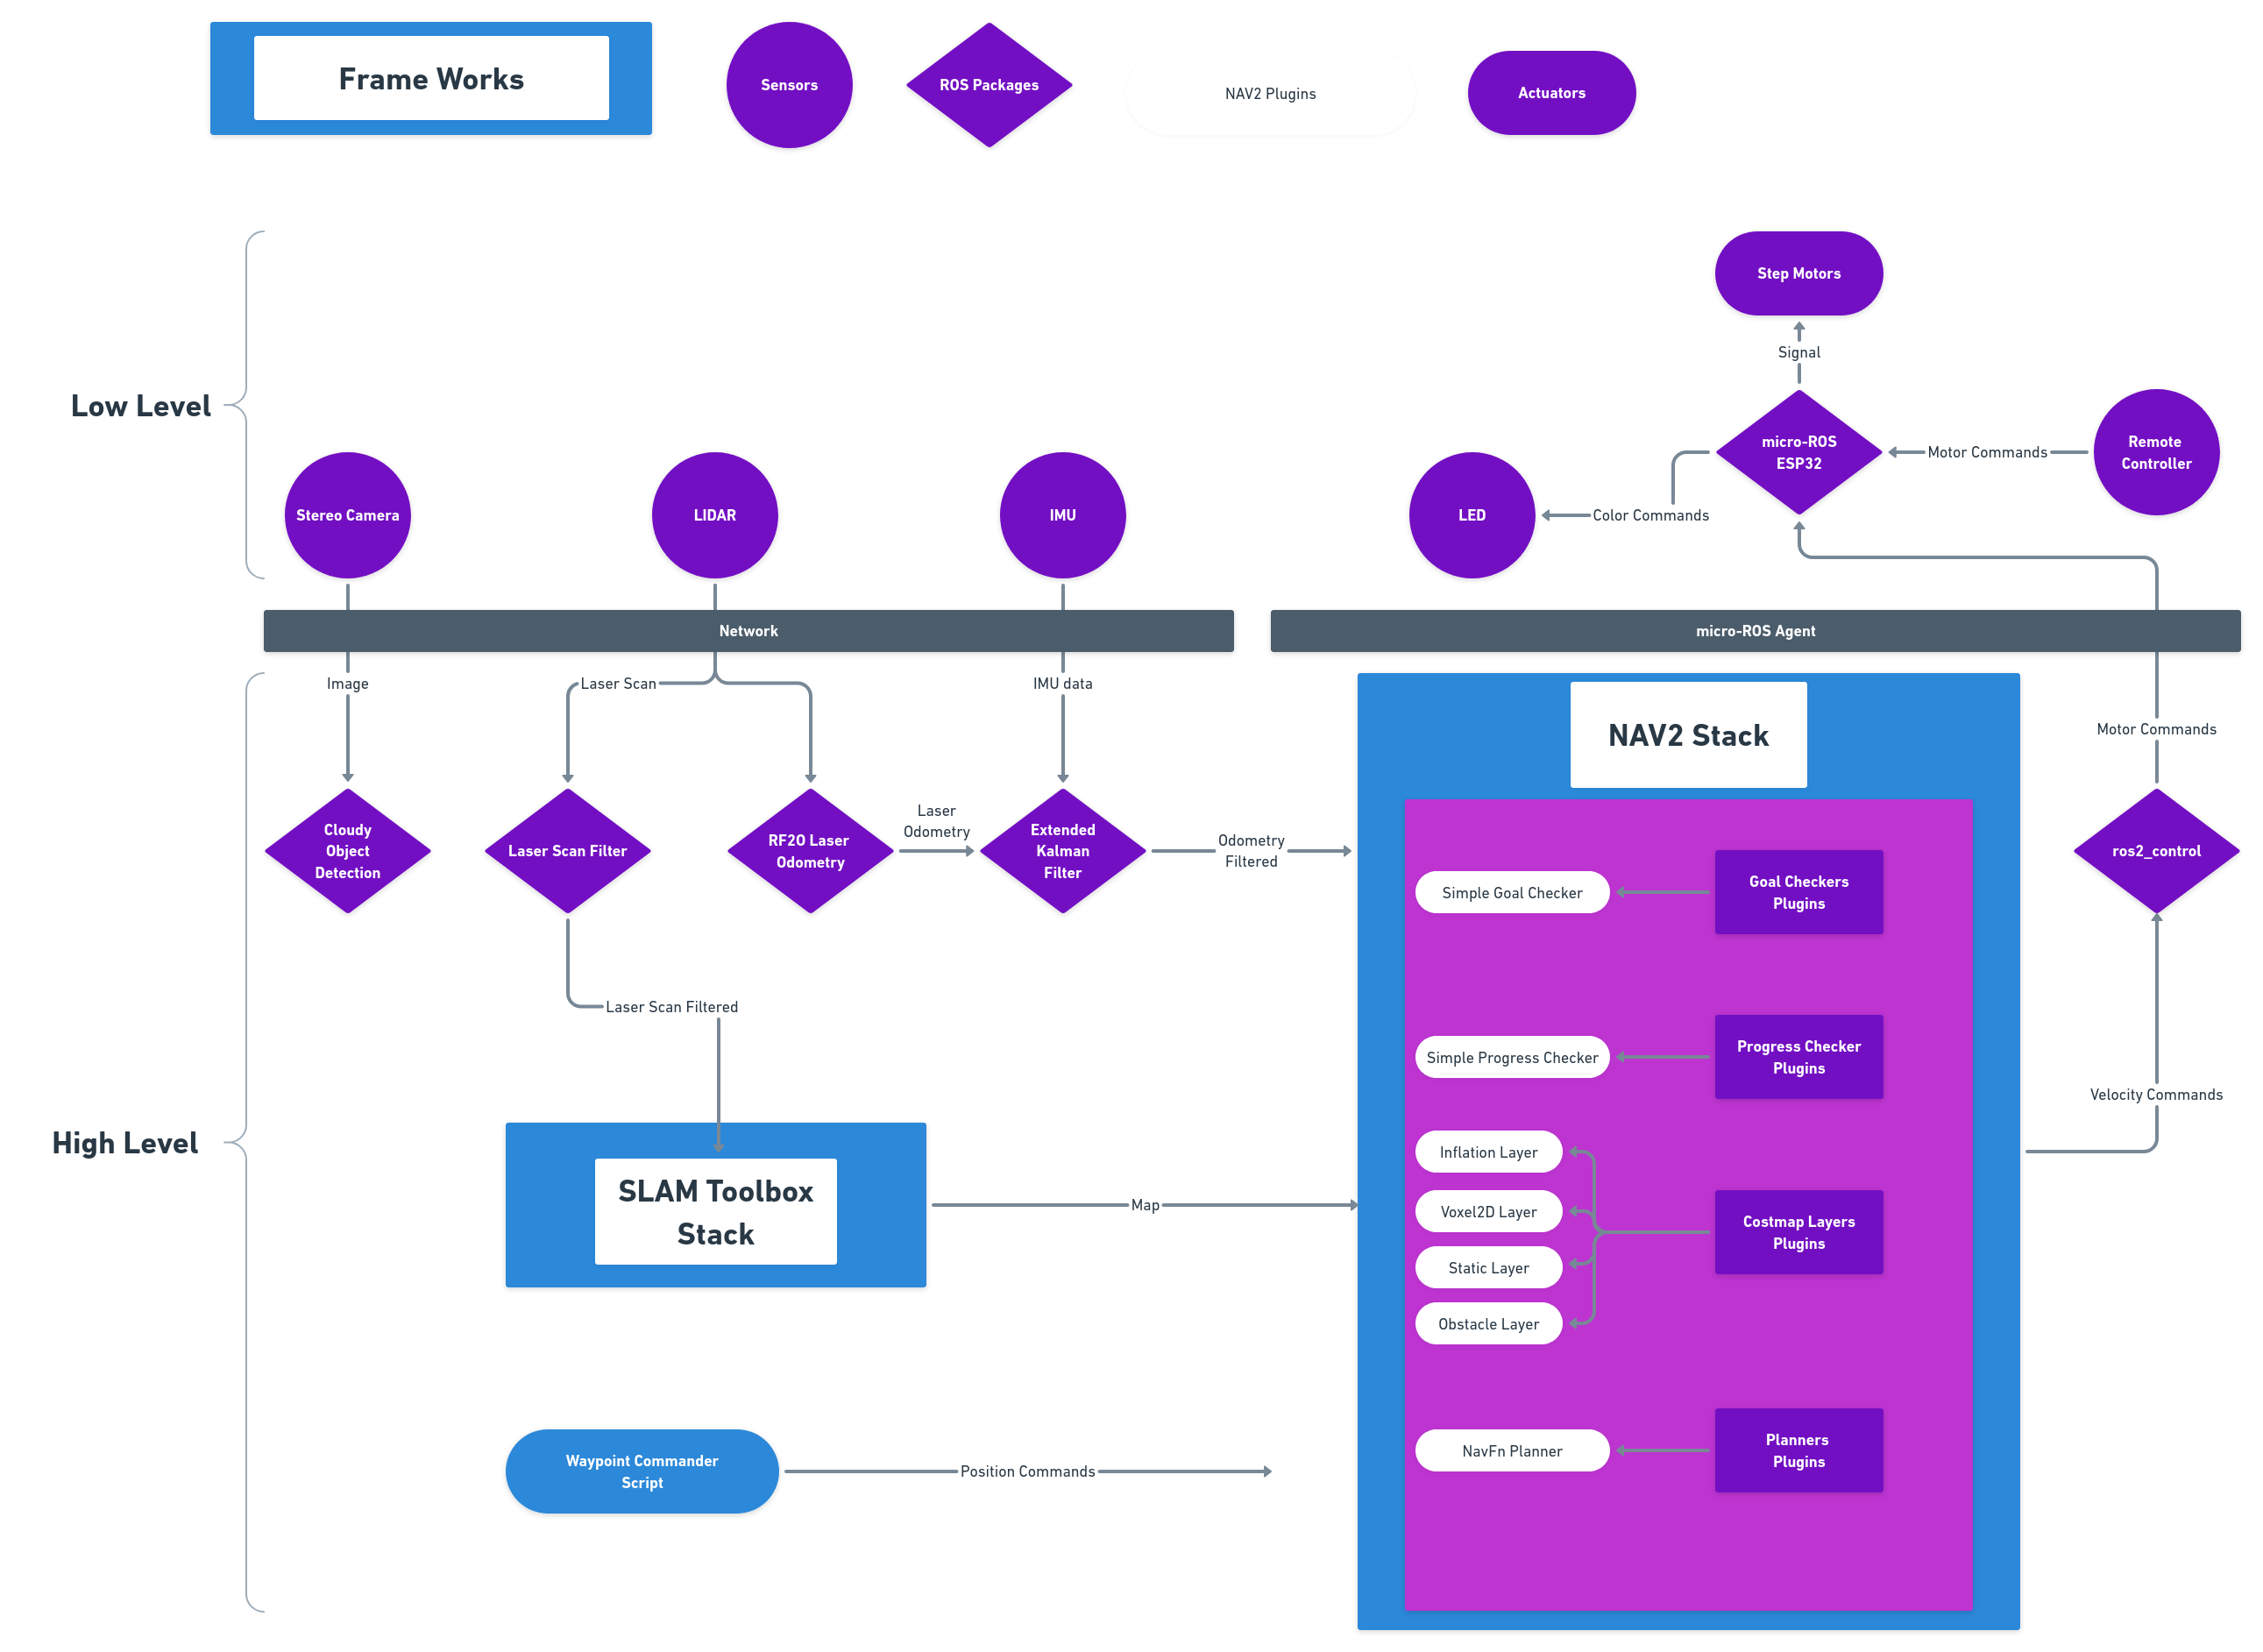 Frame Works
Sensors
ROS Packages
NAV2 Plugins
Actuators
Low Level
Step Motors
Signal
micro-ROS
ESP32
Motor Commands
Remote
Controller
Stereo Camera
LIDAR
IMU
LED
Color Commands
Network
micro-ROS Agent
High Level
Image
Laser Scan
IMU data
NAV2 Stack
Motor Commands
Cloudy
Object
Detection
Laser Scan Filter
RF2O Laser
Odometry
Laser
Odometry
Extended
Kalman
Filter
Odometry
Filtered
Simple Goal Checker
Goal Checkers
Plugins
ros2_control
Laser Scan Filtered
Simple Progress Checker
Progress Checker
Plugins
Velocity Commands
SLAM Toolbox
Stack
Map
Inflation Layer
Voxel2D Layer
Static Layer
Obstacle Layer
Costmap Layers
Plugins
Waypoint Commander
Script
Position Commands
NavFn Planner
Planners
Plugins